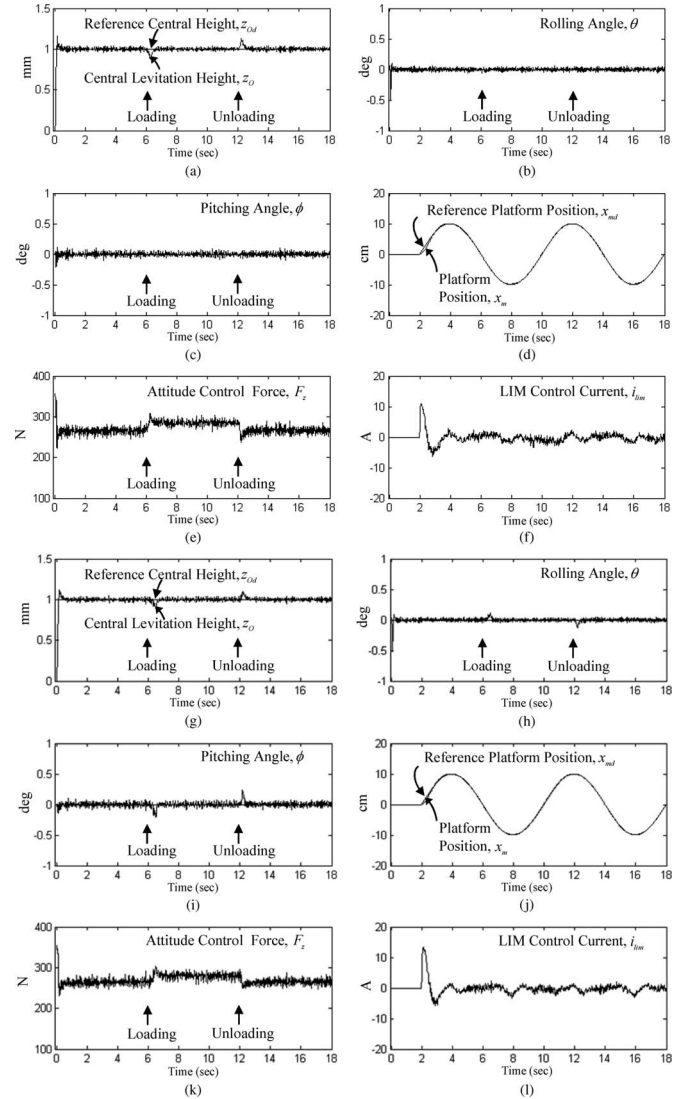 1.5
1
0.5
0
mm
Reference Central Height, z_Od
Central Levitation Height, z_O
Loading
Unloading
0 2 4 6 8 10 12 14 16 18
Time (sec)
(a)
1
0.5
0
-0.5
-1
deg
Rolling Angle, θ
Loading
Unloading
0 2 4 6 8 10 12 14 16 18
Time (sec)
(b)
1
0.5
0
-0.5
-1
deg
Pitching Angle, ϕ
Loading
Unloading
0 2 4 6 8 10 12 14 16 18
Time (sec)
(c)
20
10
0
-10
-20
cm
Reference Platform Position, x_md
Platform
Position, x_m
0 2 4 6 8 10 12 14 16 18
Time (sec)
(d)
400
300
200
100
N
Attitude Control Force, F_z
Loading
Unloading
0 2 4 6 8 10 12 14 16 18
Time (sec)
(e)
20
10
0
-10
-20
A
LIM Control Current, i_lim
0 2 4 6 8 10 12 14 16 18
Time (sec)
(f)
1.5
1
0.5
0
mm
Reference Central Height, z_Od
Central Levitation Height, z_O
Loading
Unloading
0 2 4 6 8 10 12 14 16 18
Time (sec)
(g)
1
0.5
0
-0.5
-1
deg
Rolling Angle, θ
Loading
Unloading
0 2 4 6 8 10 12 14 16 18
Time (sec)
(h)
1
0.5
0
-0.5
-1
deg
Pitching Angle, ϕ
Loading
Unloading
0 2 4 6 8 10 12 14 16 18
Time (sec)
(i)
20
10
0
-10
-20
cm
Reference Platform Position, x_md
Platform
Position, x_m
0 2 4 6 8 10 12 14 16 18
Time (sec)
(j)
400
300
200
100
N
Attitude Control Force, F_z
Loading
Unloading
0 2 4 6 8 10 12 14 16 18
Time (sec)
(k)
20
10
0
-10
-20
A
LIM Control Current, i_lim
0 2 4 6 8 10 12 14 16 18
Time (sec)
(l)